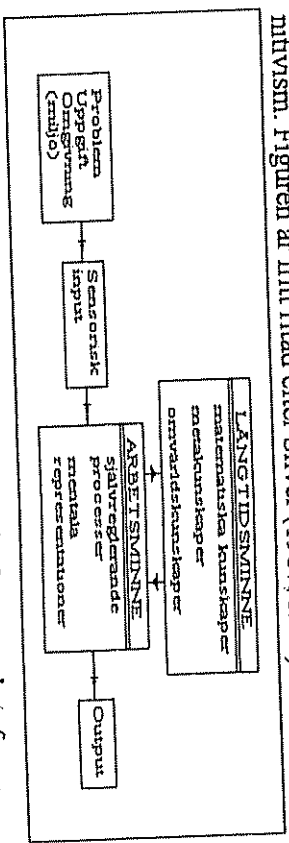 nitivism. Figuren är
LÅNGTIDSMINNE
matematiska kunskaper
metakunskaper
omvärldskunskaper
Problem
Uppgift
Omgivning
(miljö)
Sensorisk
input
ARBETSMINNE
självreglerande
processer
mentala
representationer
Output